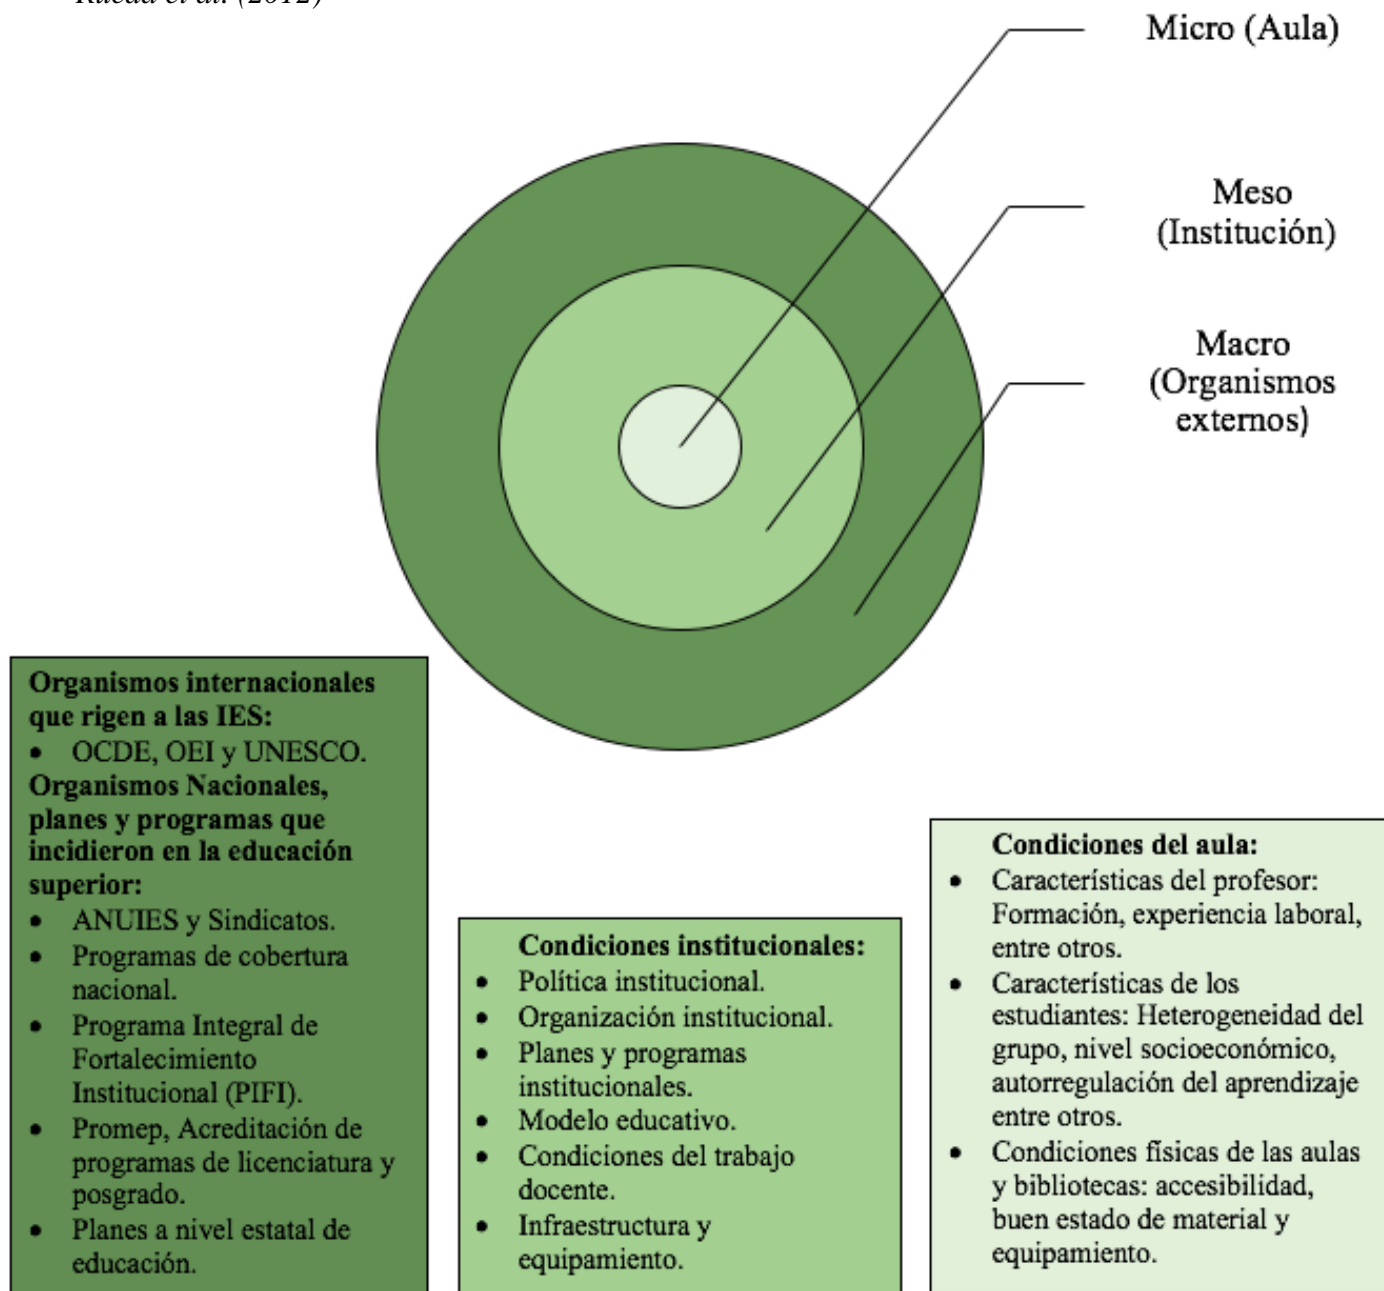 Rueda et al. (2012)
Micro (Aula)
Meso
(Institución)
Macro
(Organismos
externos)
Organismos internacionales
que rigen a las IES:
• OCDE, OEI y UNESCO.
Organismos Nacionales,
planes y programas que
incidieron en la educación
superior:
• ANUIES y Sindicatos.
• Programas de cobertura
nacional.
• Programa Integral de
Fortalecimiento
Institucional (PIFI).
• Promep, Acreditación de
programas de licenciatura y
posgrado.
• Planes a nivel estatal de
educación.
Condiciones institucionales:
• Política institucional.
• Organización institucional.
• Planes y programas
institucionales.
• Modelo educativo.
• Condiciones del trabajo
docente.
• Infraestructura y
equipamiento.
Condiciones del aula:
• Características del profesor:
Formación, experiencia laboral,
entre otros.
• Características de los
estudiantes: Heterogeneidad del
grupo, nivel socioeconómico,
autorregulación del aprendizaje
entre otros.
• Condiciones físicas de las aulas
y bibliotecas: accesibilidad,
buen estado de material y
equipamiento.